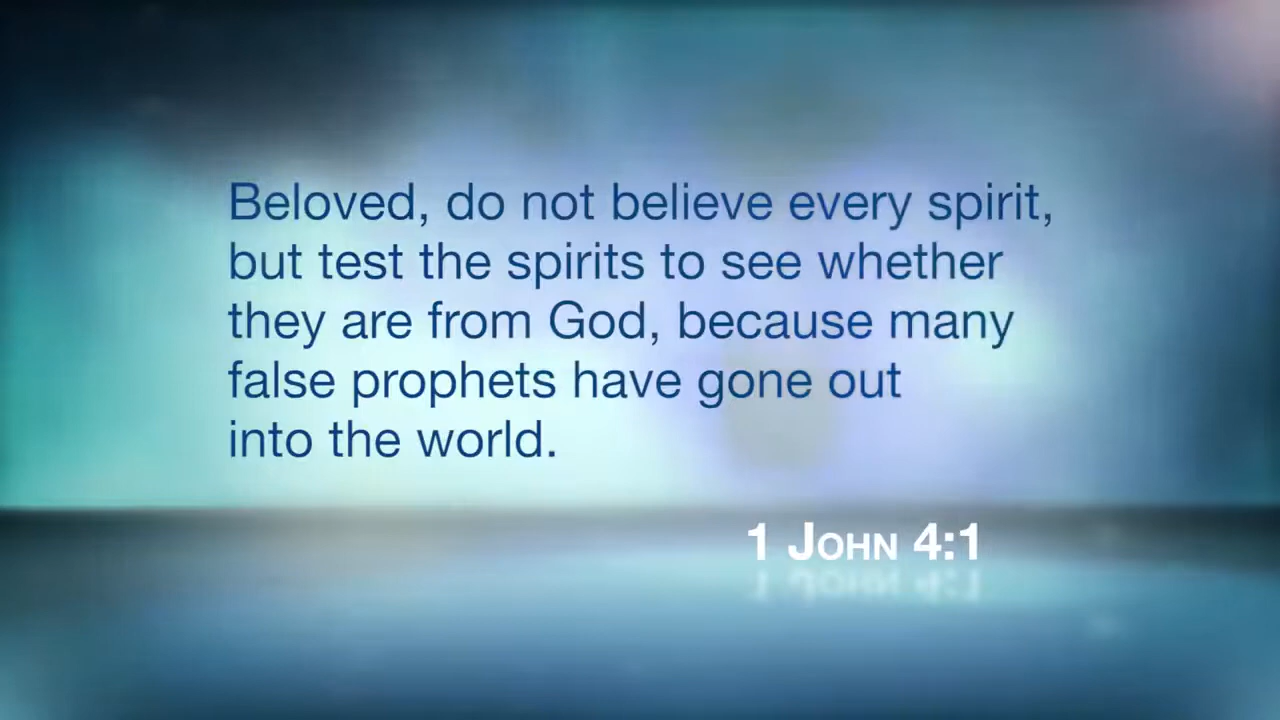 Beloved, do not believe every spirit,
but test the spirits to see whether
they are from God, because many
false prophets have gone out
into the world.
1 John 4:1